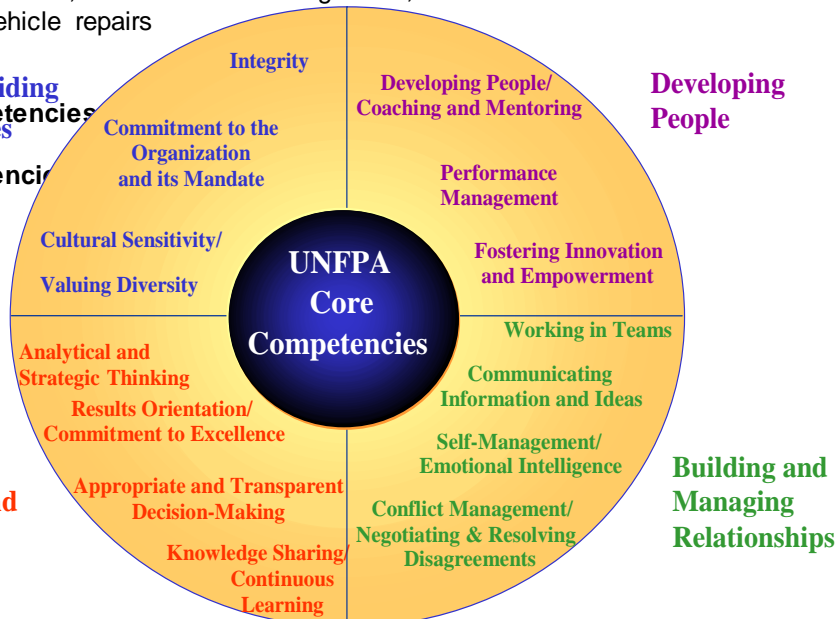 ehicle repairs
iding
etencies
es
encie
Integrity
Commitment to the
Organization
and its Mandate
Cultural Sensitivity/
Valuing Diversity
Developing People/
Coaching and Mentoring
Performance
Management
Fostering Innovation
and Empowerment
Developing
People
UNFPA
Core
Competencies
Analytical and
Strategic Thinking
Results Orientation/
Commitment to Excellence
Appropriate and Transparent
Decision-Making
Knowledge Sharing/
Continuous
Learning
d
Working in Teams
Communicating
Information and Ideas
Self-Management/
Emotional Intelligence
Conflict Management/
Negotiating & Resolving
Disagreements
Building and
Managing
Relationships